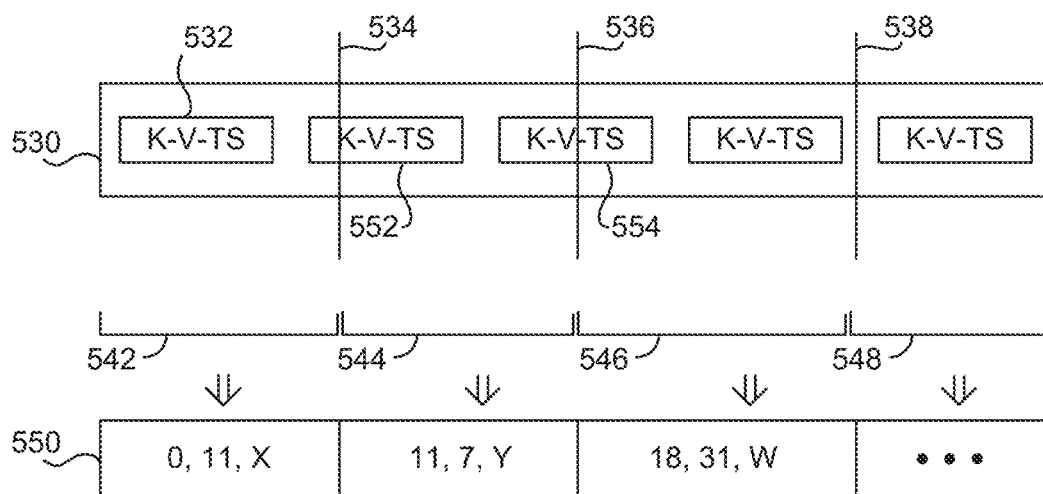 532
534
536
538
530
K-V-TS
K-V-TS
K-V-TS
K-V-TS
K-V-TS
552
554
542
544
546
548
550
0, 11, X
11, 7, Y
18, 31, W
•••